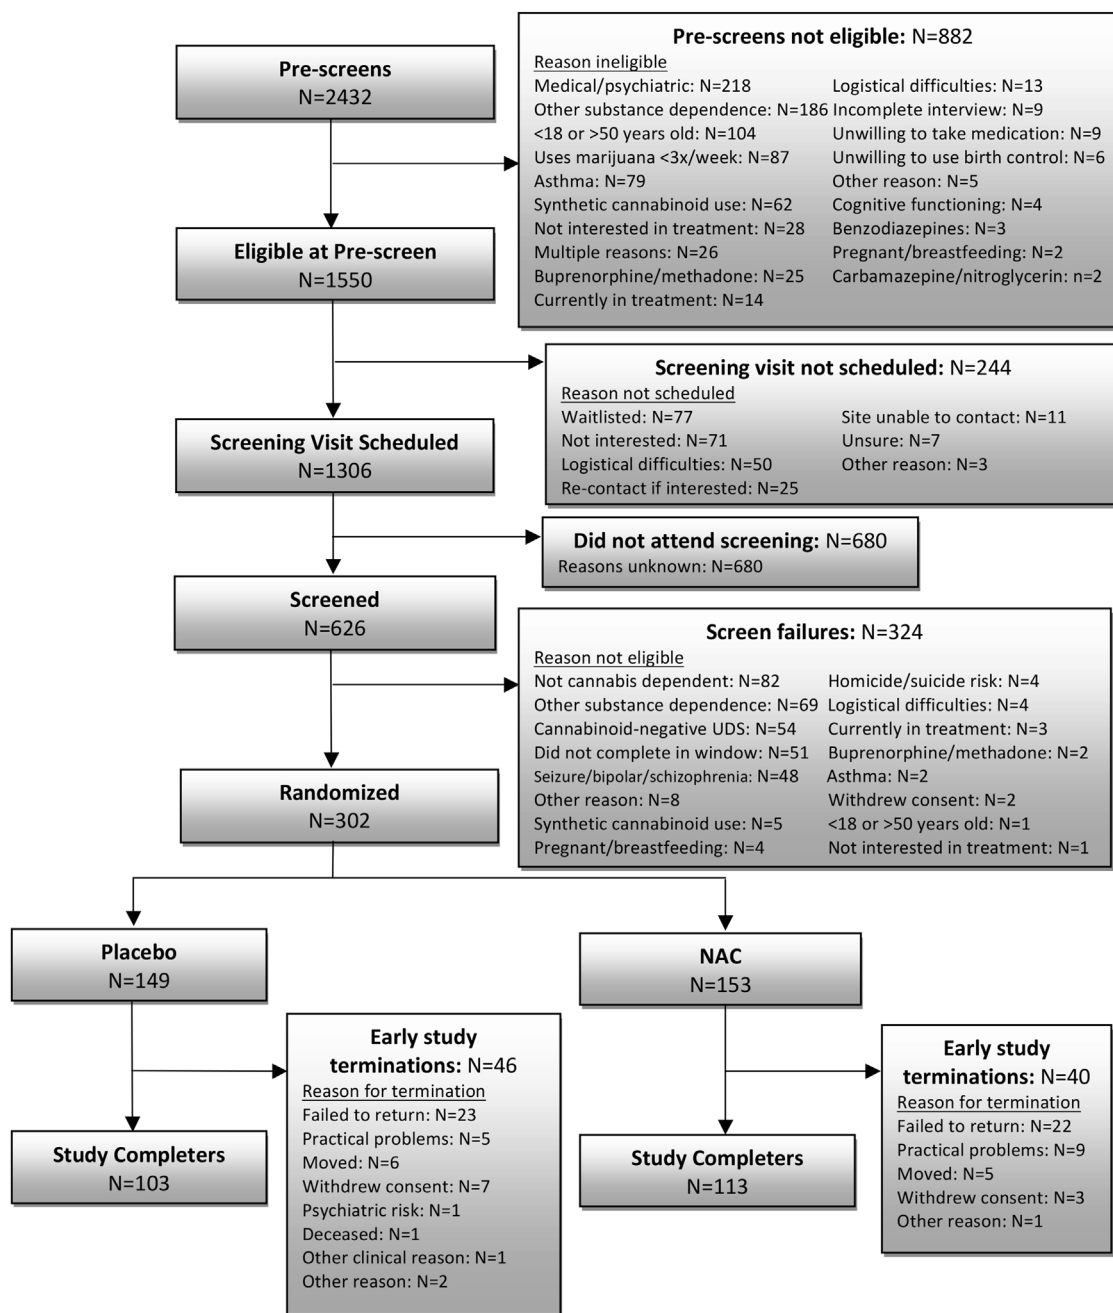 Pre-screens
N=2432
Pre-screens not eligible: N=882
Reason ineligible
Medical/psychiatric: N=218
Other substance dependence: N=186
<18 or >50 years old: N=104
Uses marijuana <3x/week: N=87
Asthma: N=79
Synthetic cannabinoid use: N=62
Not interested in treatment: N=28
Multiple reasons: N=26
Buprenorphine/methadone: N=25
Currently in treatment: N=14
Logistical difficulties: N=13
Incomplete interview: N=9
Unwilling to take medication: N=9
Unwilling to use birth control: N=6
Other reason: N=5
Cognitive functioning: N=4
Benzodiazepines: N=3
Pregnant/breastfeeding: N=2
Carbamazepine/nitroglycerin: n=2
Eligible at Pre-screen
N=1550
Screening visit not scheduled: N=244
Reason not scheduled
Waitlisted: N=77
Not interested: N=71
Logistical difficulties: N=50
Re-contact if interested: N=25
Site unable to contact: N=11
Unsure: N=7
Other reason: N=3
Screening Visit Scheduled
N=1306
Did not attend screening: N=680
Reasons unknown: N=680
Screened
N=626
Screen failures: N=324
Reason not eligible
Not cannabis dependent: N=82
Other substance dependence: N=69
Cannabinoid-negative UDS: N=54
Did not complete in window: N=51
Seizure/bipolar/schizophrenia: N=48
Other reason: N=8
Synthetic cannabinoid use: N=5
Pregnant/breastfeeding: N=4
Homicide/suicide risk: N=4
Logistical difficulties: N=4
Currently in treatment: N=3
Buprenorphine/methadone: N=2
Asthma: N=2
Withdrew consent: N=2
<18 or >50 years old: N=1
Not interested in treatment: N=1
Randomized
N=302
Placebo
N=149
Early study
terminations: N=46
Reason for termination
Failed to return: N=23
Practical problems: N=5
Moved: N=6
Withdrew consent: N=7
Psychiatric risk: N=1
Deceased: N=1
Other clinical reason: N=1
Other reason: N=2
Study Completers
N=103
NAC
N=153
Early study
terminations: N=40
Reason for termination
Failed to return: N=22
Practical problems: N=9
Moved: N=5
Withdrew consent: N=3
Other reason: N=1
Study Completers
N=113